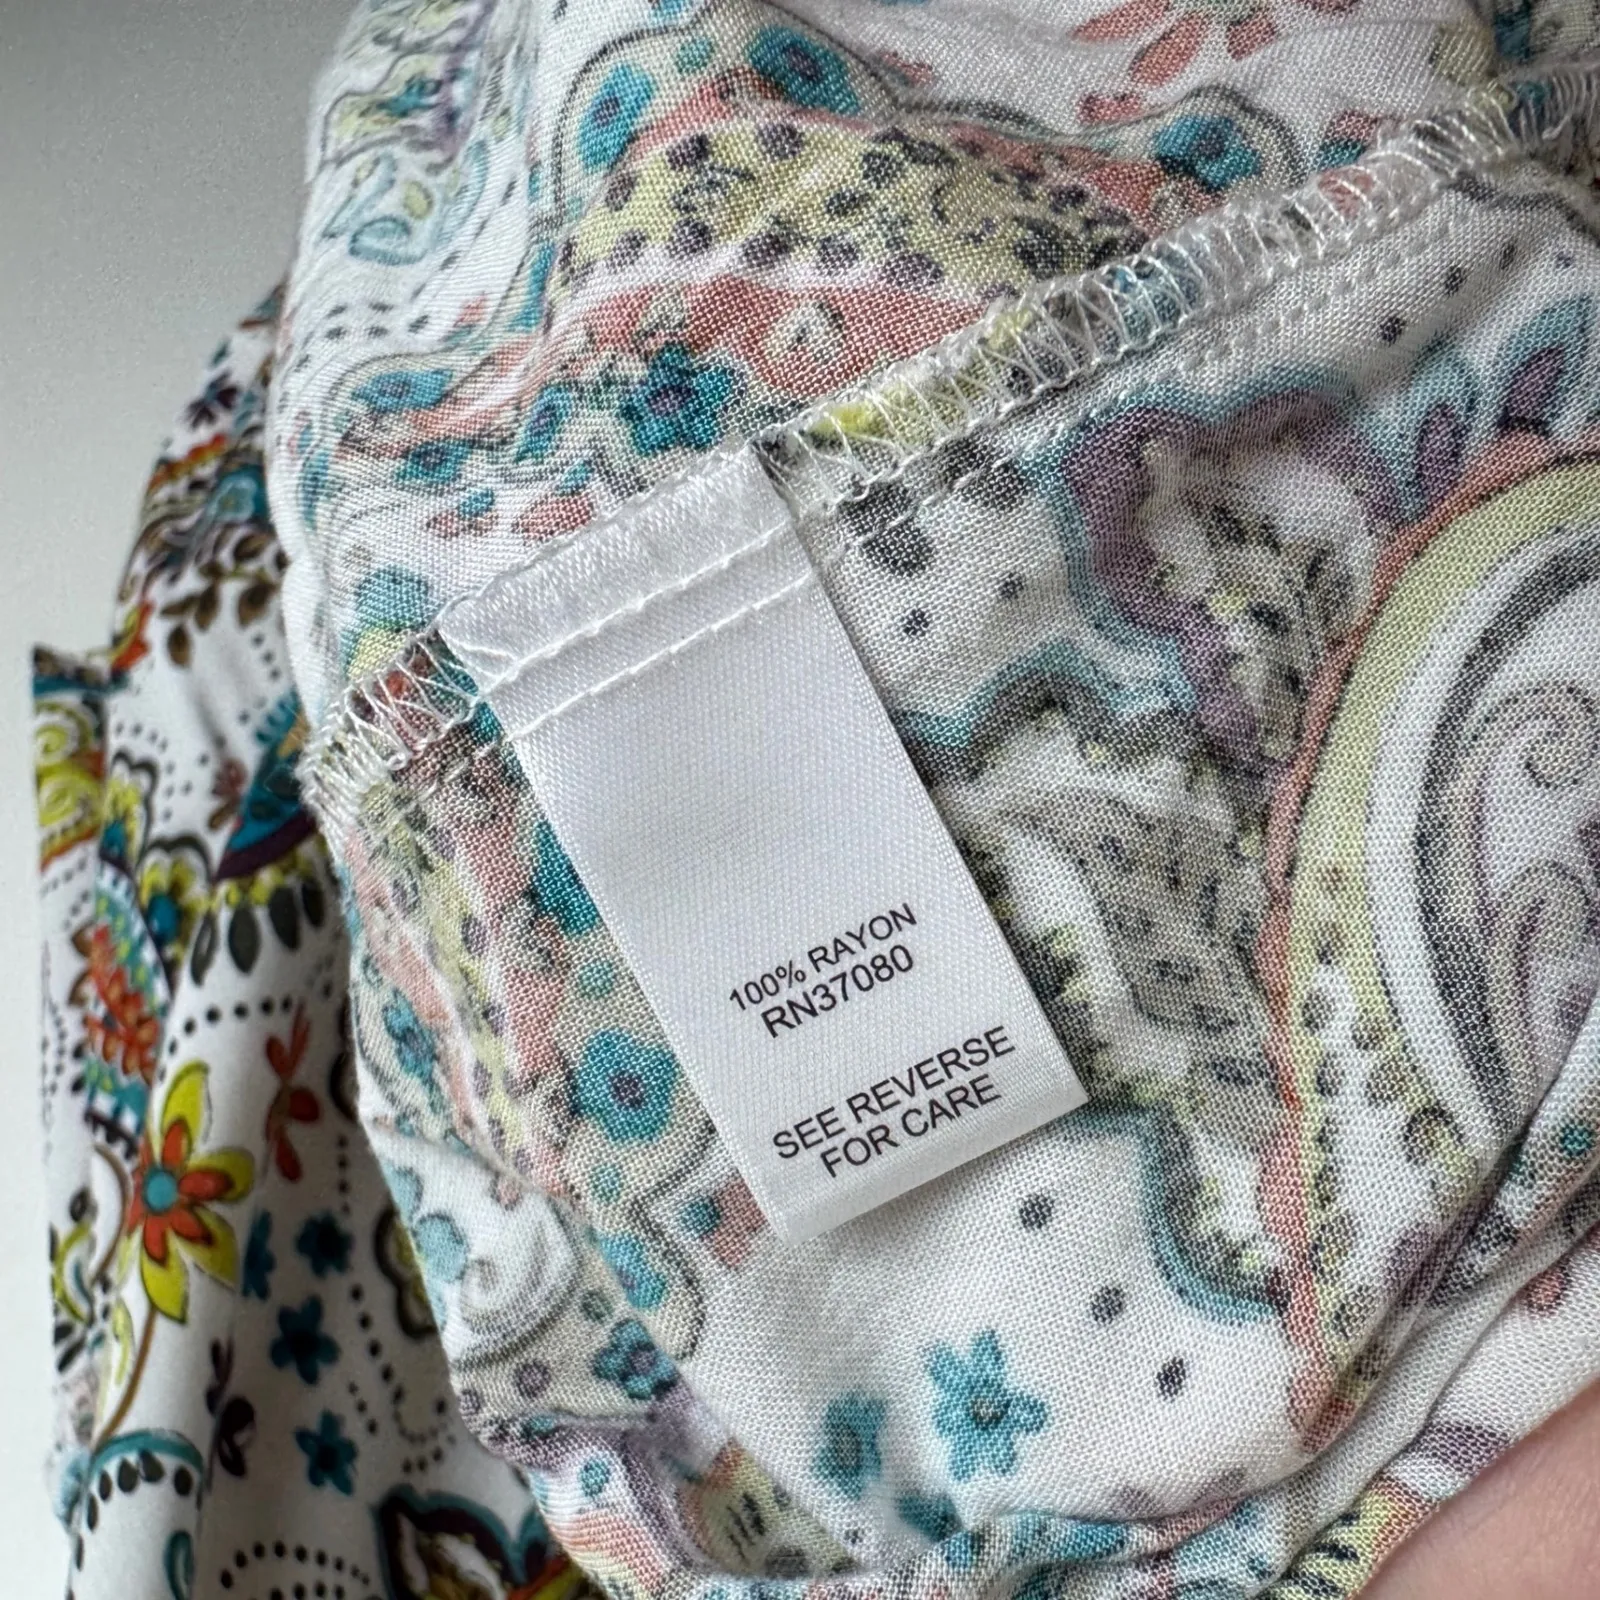 100% RAYON
RN37080
SEE REVERSE
FOR CARE